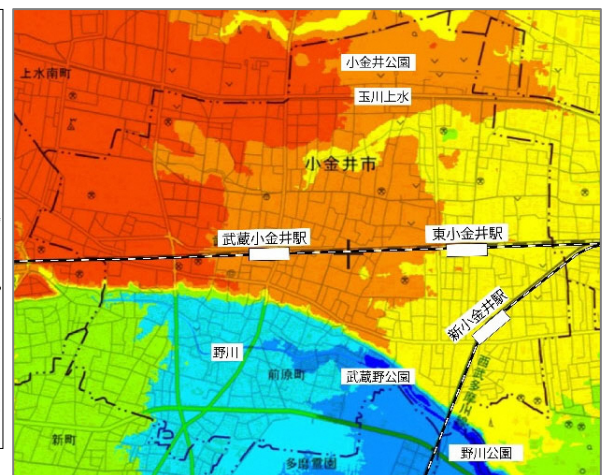 小金井公園
上水南町
玉川上水
小金井市
武蔵小金井駅
東小金井駅
新小金井駅
野川
前原町
武蔵野公園
西武多摩川線
新町
野川公園
多磨霊園